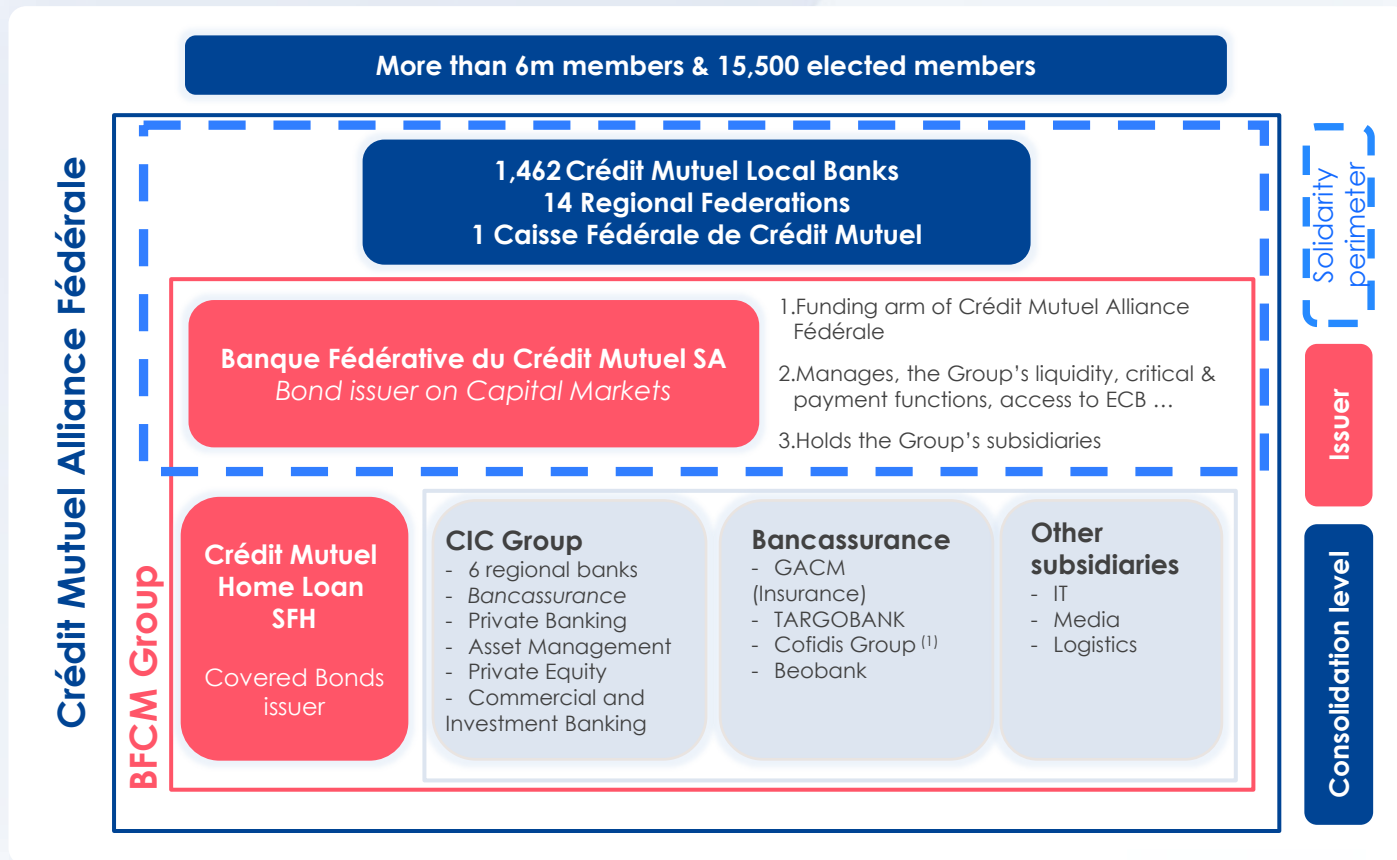 More than 6m members & 15,500 elected members
Crédit Mutuel Alliance Fédérale
1,462 Crédit Mutuel Local Banks
14 Regional Federations
1 Caisse Fédérale de Crédit Mutuel
Banque Fédérative du Crédit Mutuel SA
Bond issuer on Capital Markets
1.Funding arm of Crédit Mutuel Alliance
Fédérale
2.Manages, the Group's liquidity, critical &
payment functions, access to ECB …
3.Holds the Group's subsidiaries
BFCM Group
Crédit Mutuel
Home Loan
SFH
Covered Bonds
issuer
CIC Group
- 6 regional banks
- Bancassurance
- Private Banking
- Asset Management
- Private Equity
- Commercial and
Investment Banking
Bancassurance
- GACM
(Insurance)
- TARGOBANK
- Cofidis Group (1)
- Beobank
Other
subsidiaries
- IT
- Media
- Logistics
Solidarity
perimeter
Issuer
Consolidation level